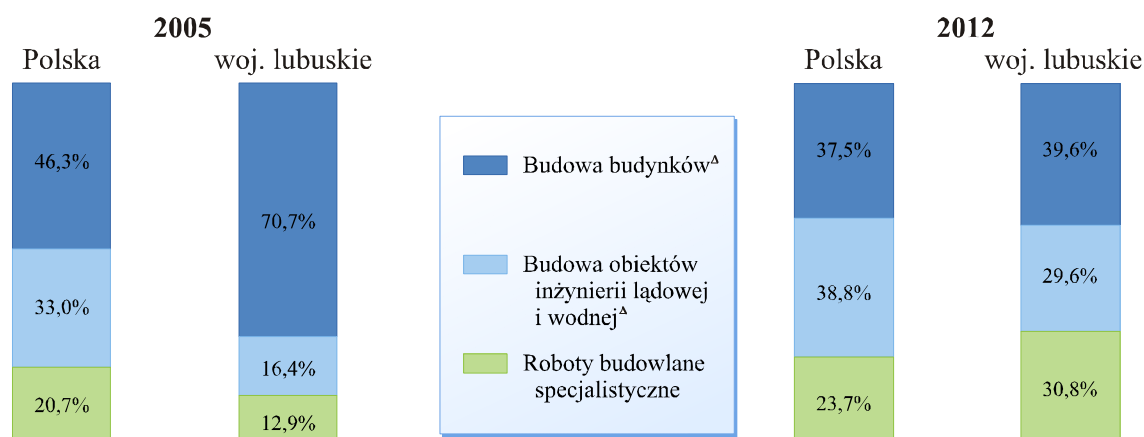 2005
Polska
woj. lubuskie
46,3%
33,0%
20,7%
70,7%
16,4%
12,9%
Budowa budynkówᐞ
Budowa obiektów
inżynierii lądowej
i wodnejᐞ
Roboty budowlane
specjalistyczne
2012
Polska
woj. lubuskie
37,5%
38,8%
23,7%
39,6%
29,6%
30,8%